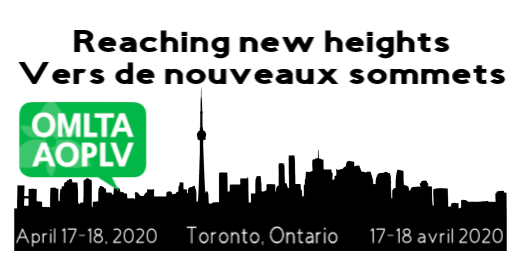 Reaching new heights
Vers de nouveaux sommets
OMLTA
AOPLV
April 17-18, 2020 Toronto, Ontario 17-18 avril 2020